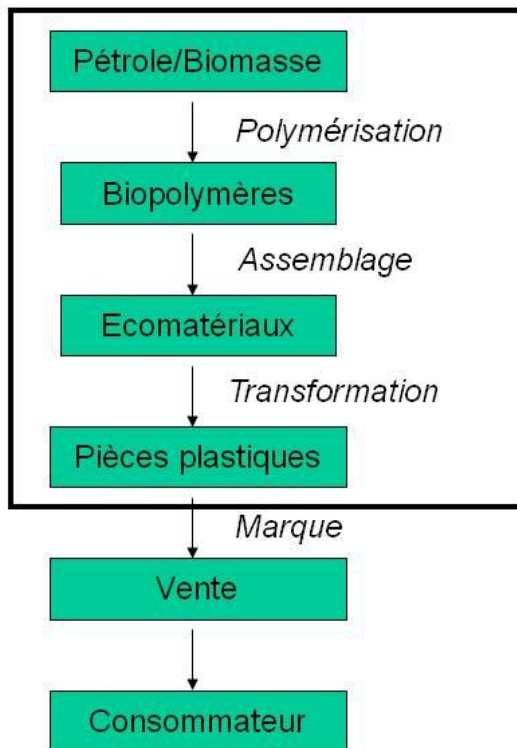 Pétrole/Biomasse
Polymérisation
Biopolymères
Assemblage
Ecomatériaux
Transformation
Pièces plastiques
Marque
Vente
Consommateur